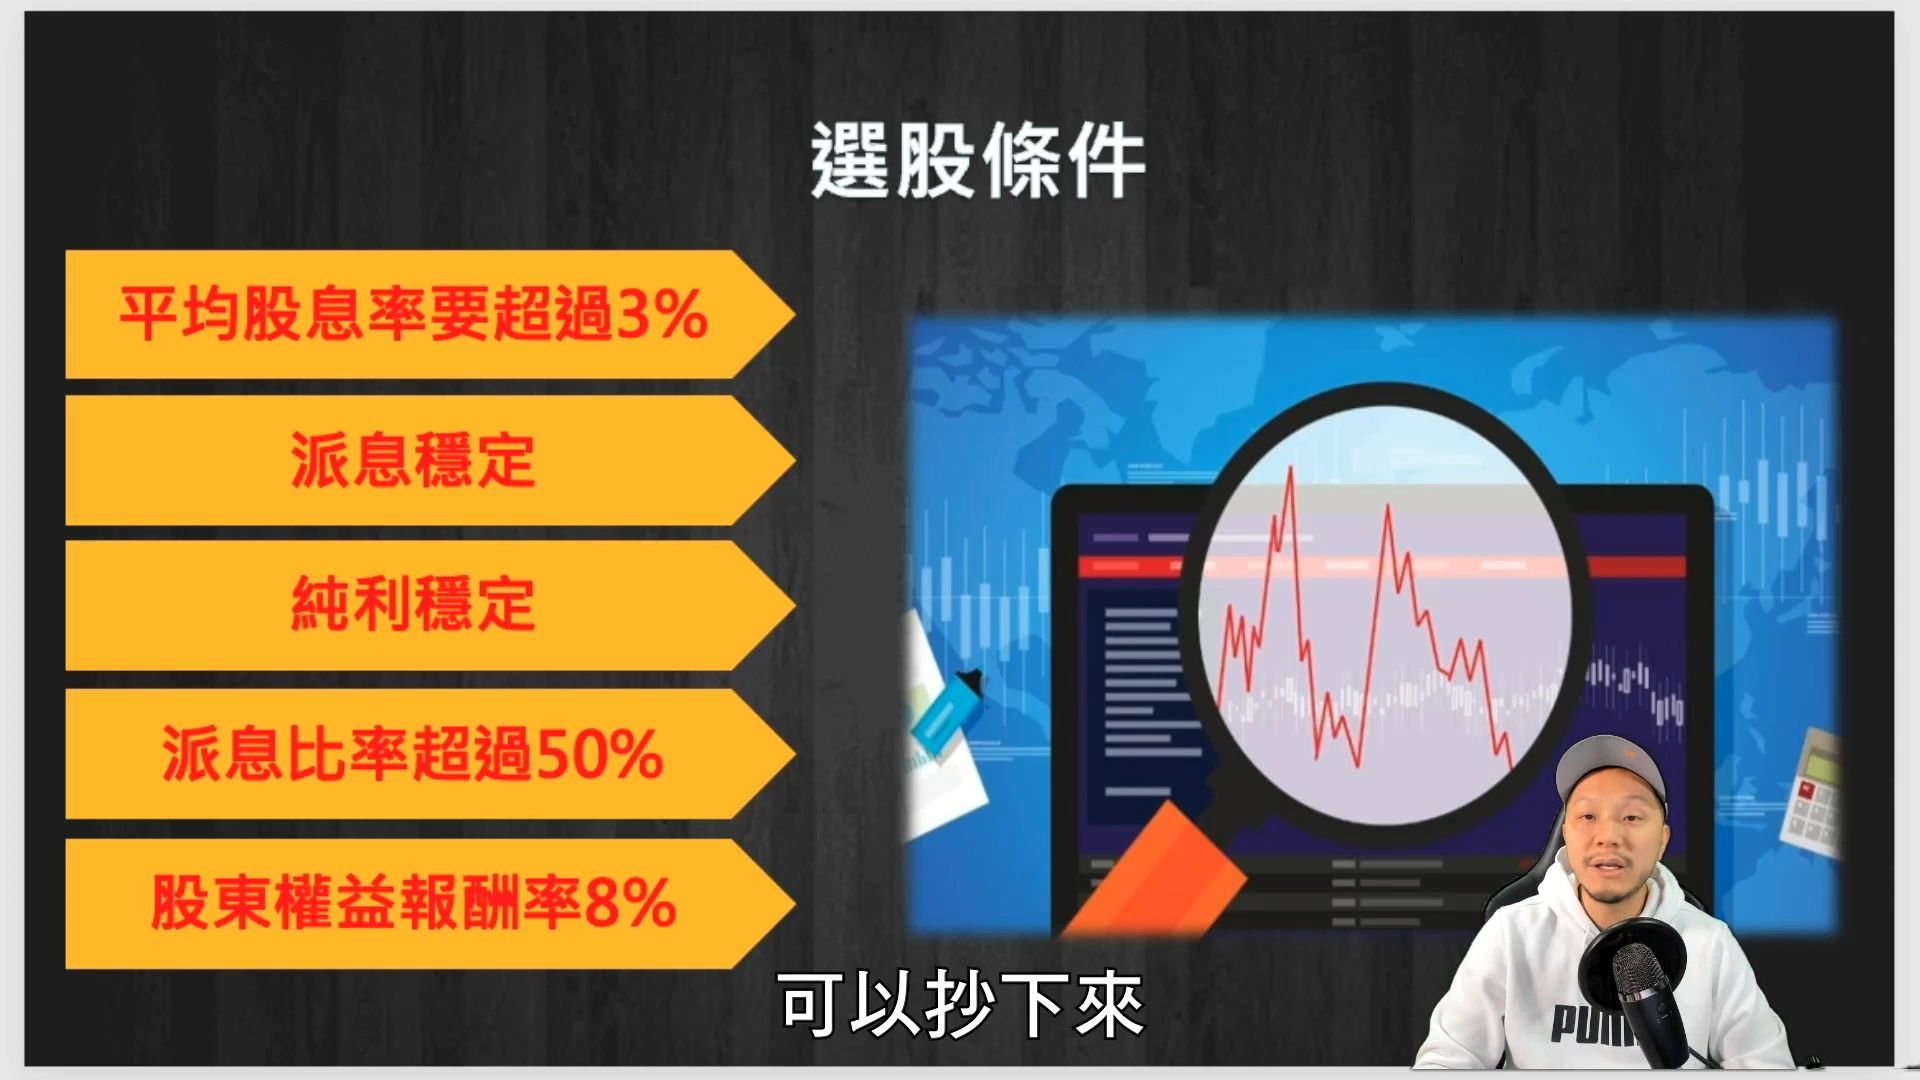 選股條件
平均股息率要超過3%
派息穩定
純利穩定
派息比率超過50%
股東權益報酬率8%
可以抄下來